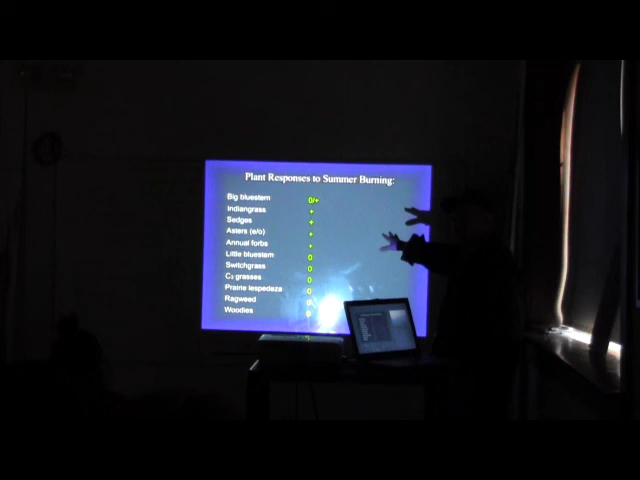 Plant Responses to Summer Burning:
Big bluestem 0/+
Indiangrass +
Sedges +
Asters (e/o) +
Annual forbs +
Little bluestem 0
Switchgrass 0
C₃ grasses 0
Prairie lespedeza 0
Ragweed 0
Woodies 0